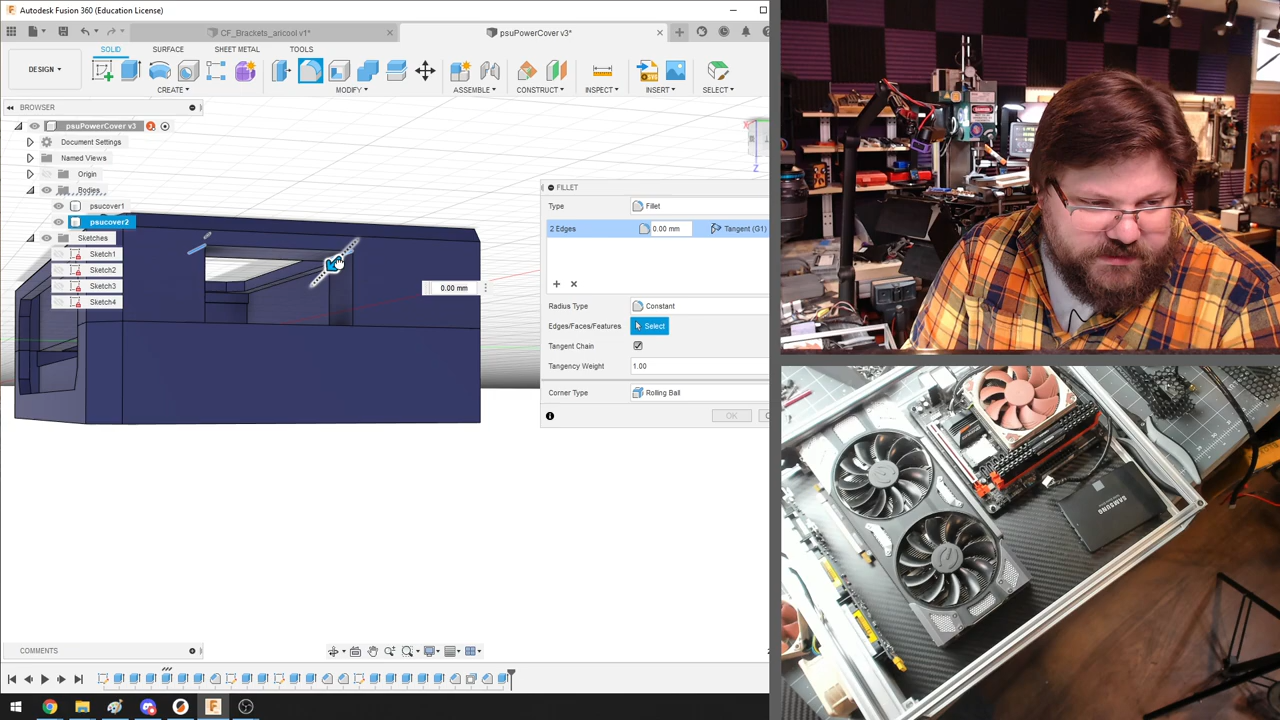 Autodesk Fusion 360 (Education License)
CF_Brackets_aricool v1*
psuPowerCover v3*
SOLID
SURFACE
SHEET METAL
TOOLS
DESIGN
CREATE
MODIFY
ASSEMBLE
CONSTRUCT
INSPECT
INSERT
SELECT
BROWSER
psuPowerCover v3
Document Settings
Named Views
Origin
Bodies
psucover1
psucover2
Sketches
Sketch1
Sketch2
Sketch3
Sketch4
0.00 mm
FILLET
Type
Fillet
2 Edges
0.00 mm
Tangent (G1)
Radius Type
Constant
Edges/Faces/Features
Select
Tangent Chain
Tangency Weight
1.00
Corner Type
Rolling Ball
OK
COMMENTS
X
Z
SAMSUNG